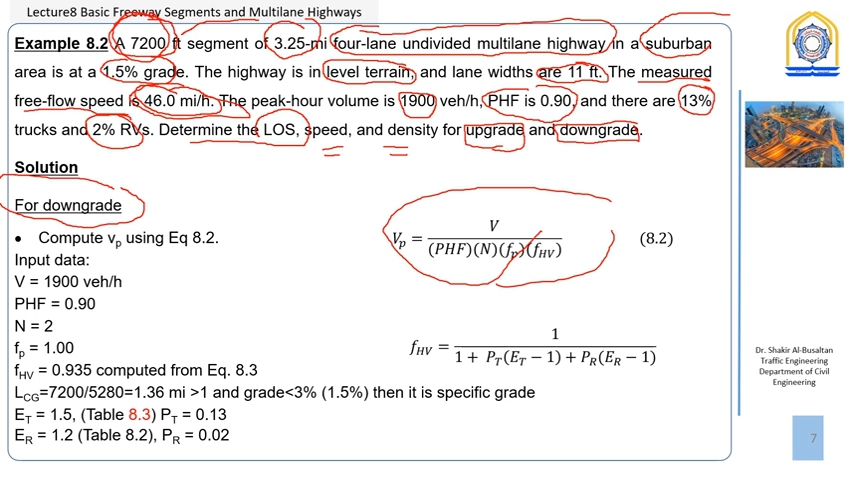 Lecture8 Basic Freeway Segments and Multilane Highways
Example 8.2 A 7200 ft segment of 3.25-mi four-lane undivided multilane highway in a suburban
area is at a 1.5% grade. The highway is in level terrain, and lane widths are 11 ft. The measured
free-flow speed is 46.0 mi/h. The peak-hour volume is 1900 veh/h, PHF is 0.90, and there are 13%
trucks and 2% RVs. Determine the LOS, speed, and density for upgrade and downgrade.
Solution
For downgrade
• Compute vp using Eq 8.2.
Input data:
V = 1900 veh/h
PHF = 0.90
N = 2
fp = 1.00
fHV = 0.935 computed from Eq. 8.3
LCG=7200/5280=1.36 mi >1 and grade<3% (1.5%) then it is specific grade
ET = 1.5, (Table 8.3) PT = 0.13
ER = 1.2 (Table 8.2), PR = 0.02
Vp = V / (PHF)(N)(fp)(fHV) (8.2)
fHV = 1 / 1 + PT(ET − 1) + PR(ER − 1)
Dr. Shakir Al-Busaltan
Traffic Engineering
Department of Civil
Engineering
7